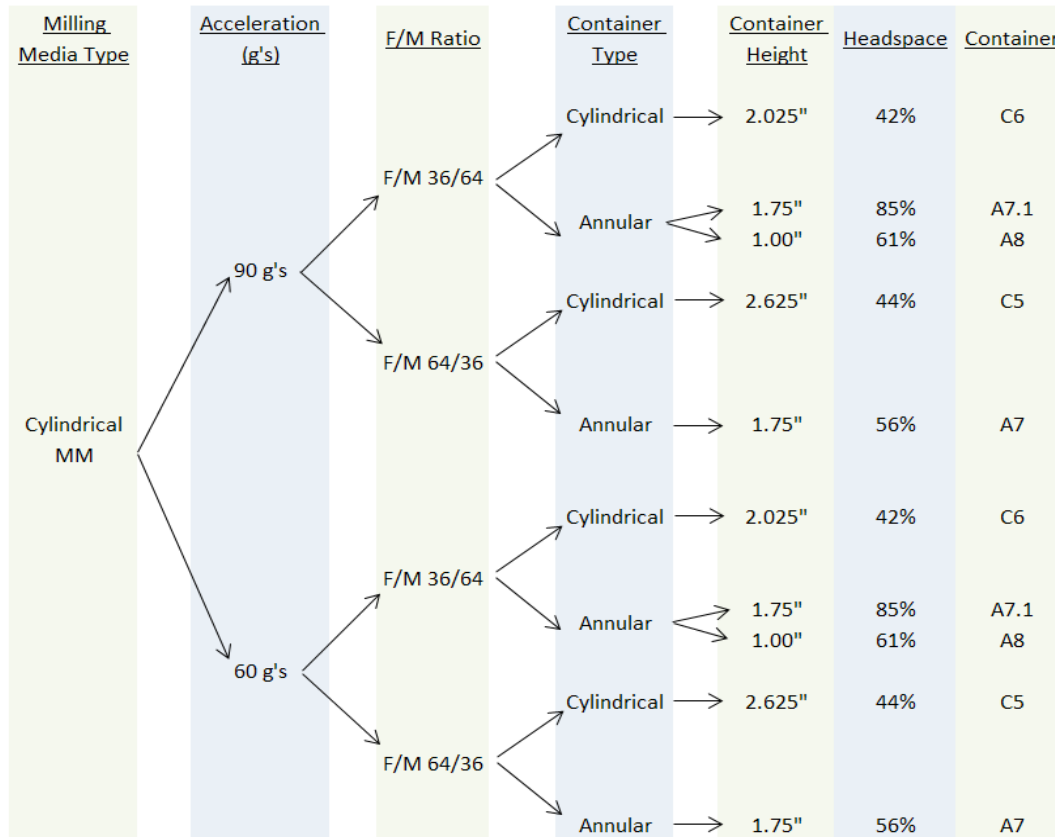 Milling
Media Type
Acceleration
(g's)
F/M Ratio
Container
Type
Container
Height
Headspace
Container
Cylindrical
2.025"
42%
C6
F/M 36/64
Annular
1.75"
85%
A7.1
1.00"
61%
A8
90 g's
Cylindrical
2.625"
44%
C5
F/M 64/36
Annular
1.75"
56%
A7
Cylindrical
MM
Cylindrical
2.025"
42%
C6
F/M 36/64
Annular
1.75"
85%
A7.1
1.00"
61%
A8
60 g's
Cylindrical
2.625"
44%
C5
F/M 64/36
Annular
1.75"
56%
A7